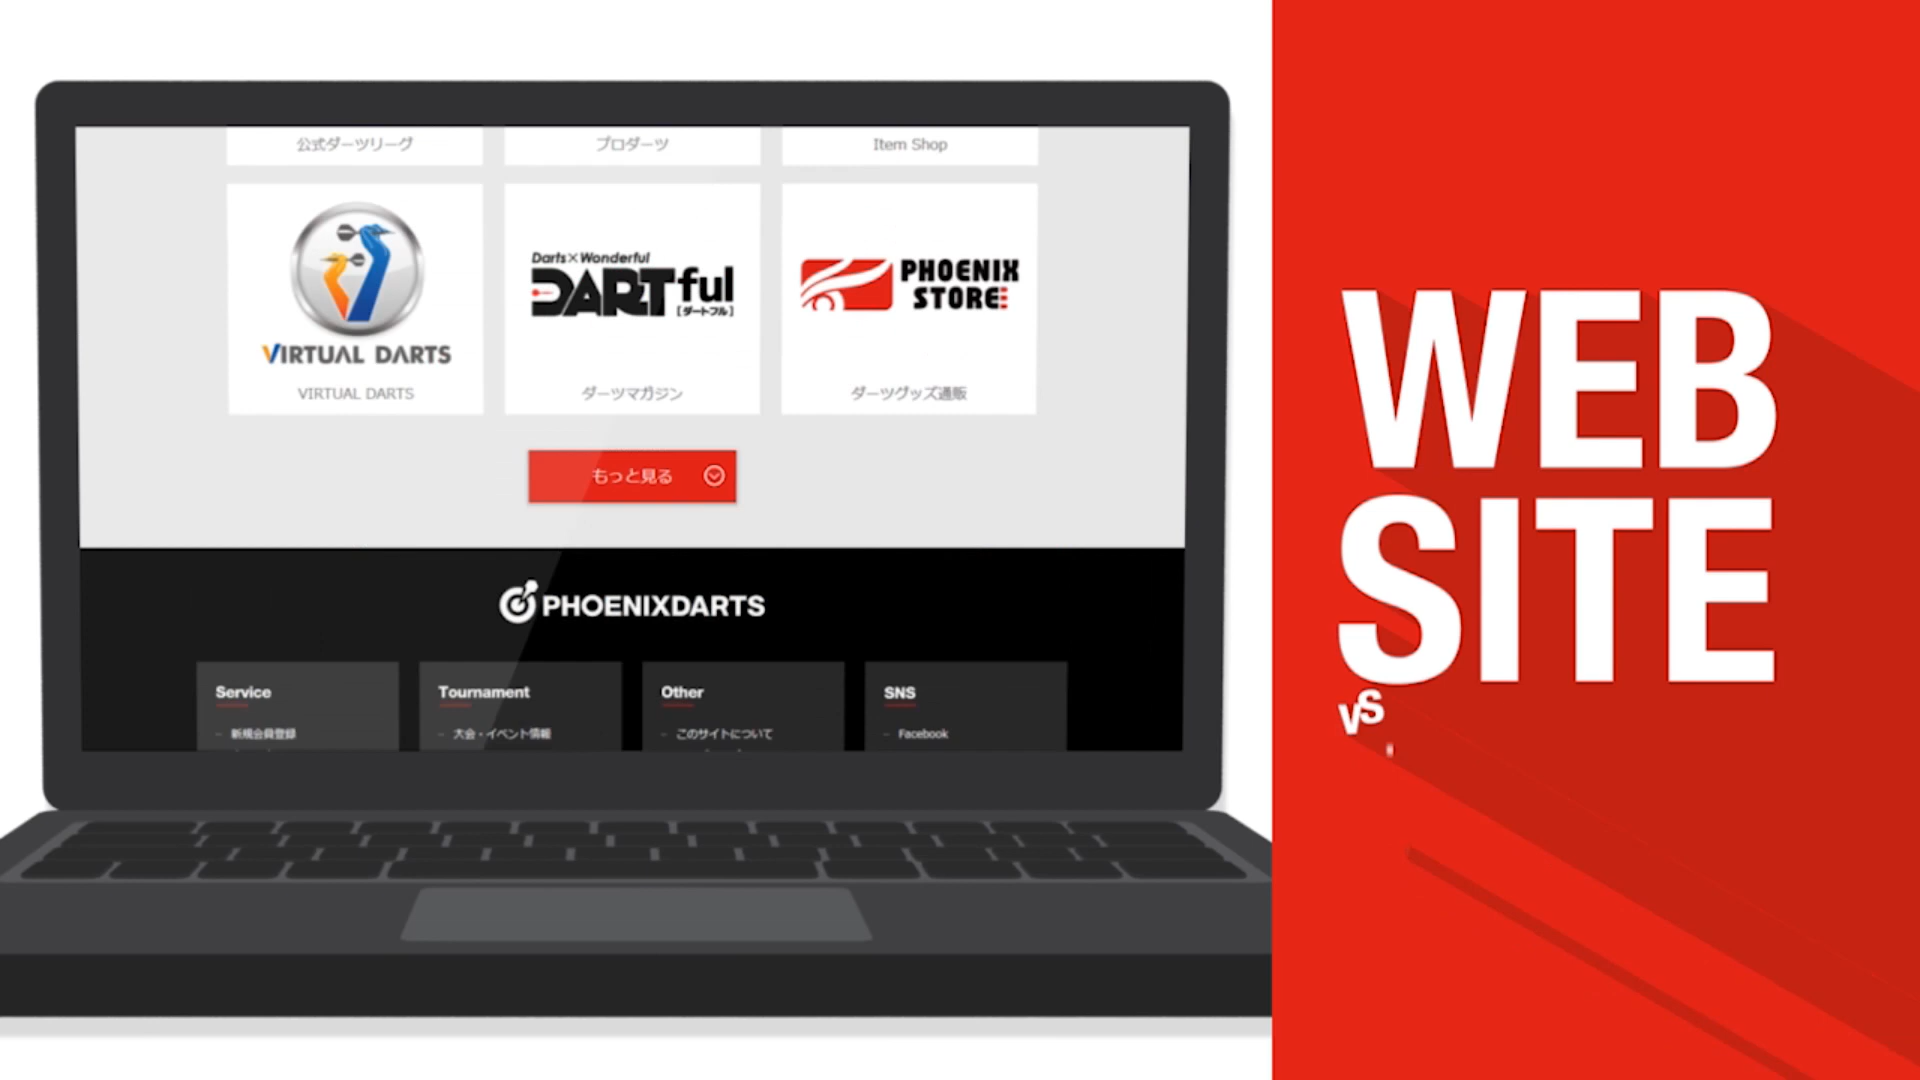 公式ダーツリーグ
プロダーツ
Item Shop
VIRTUAL DARTS
VIRTUAL DARTS
Darts×Wonderful
DARTful
[ダートフル]
ダーツマガジン
PHOENIX
STORE
ダーツグッズ通販
もっと見る
PHOENIXDARTS
Service
新規会員登録
Tournament
大会・イベント情報
Other
このサイトについて
SNS
Facebook
WEB
SITE
VS